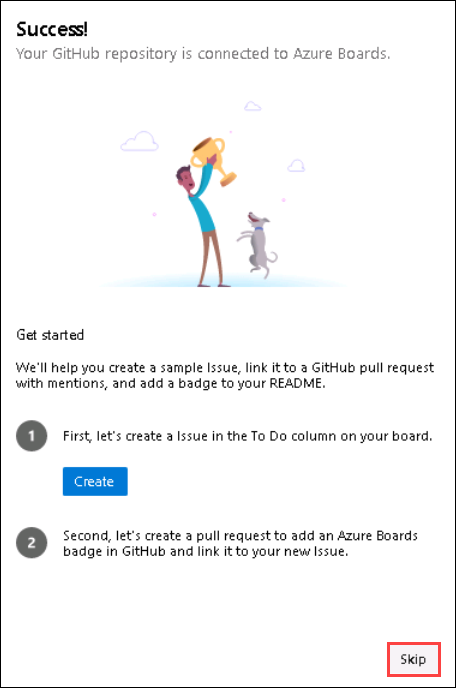 Success!
Your GitHub repository is connected to Azure Boards.
Get started
We'll help you create a sample Issue, link it to a GitHub pull request
with mentions, and add a badge to your README.
1
First, let's create a Issue in the To Do column on your board.
Create
2
Second, let's create a pull request to add an Azure Boards
badge in GitHub and link it to your new Issue.
Skip